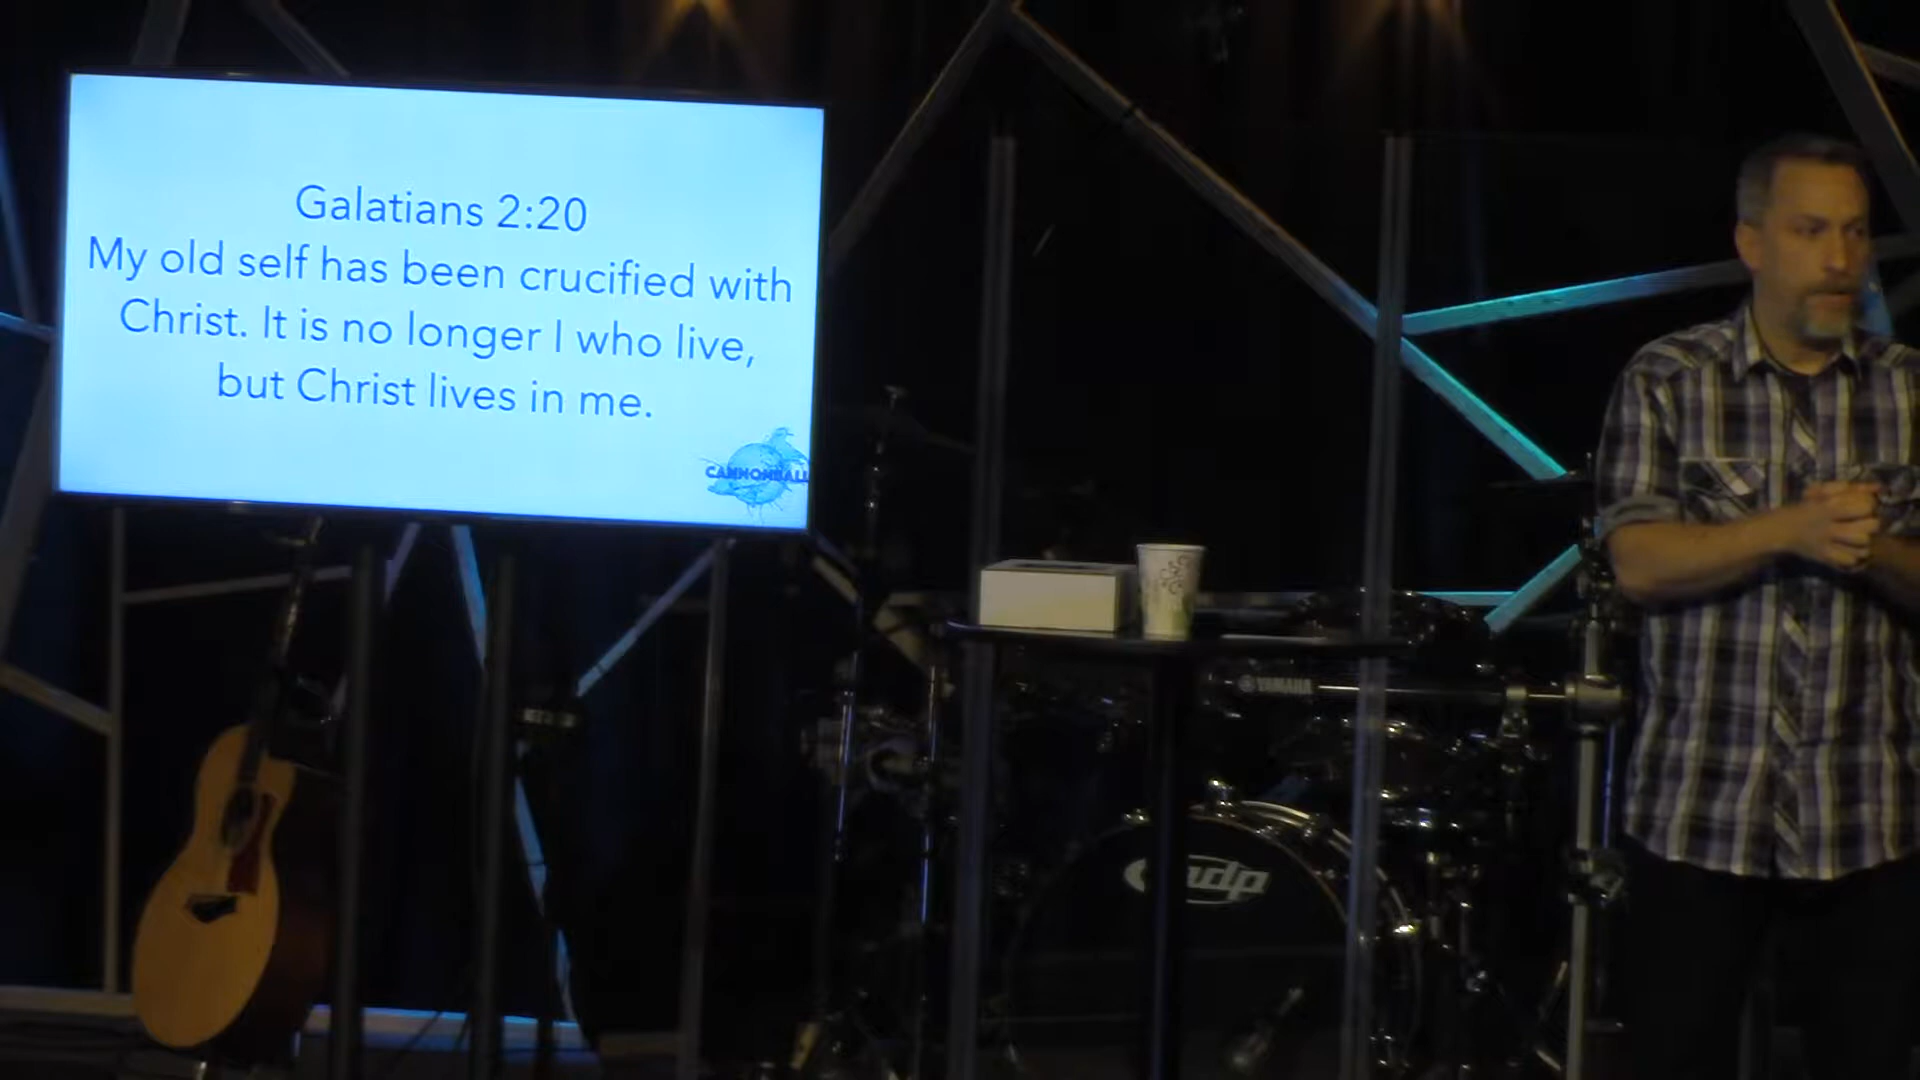 Galatians 2:20
My old self has been crucified with
Christ. It is no longer I who live,
but Christ lives in me.
CANNONBALL
YAMAHA
pdp